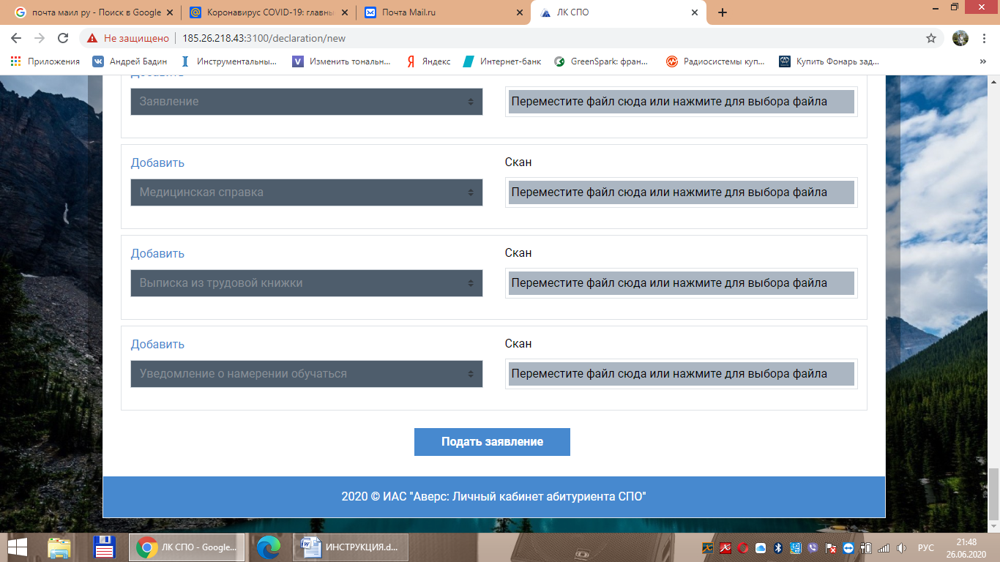 почта маил ру - Поиск в Google
Коронавирус COVID-19: главны
Почта Mail.ru
ЛК СПО
Не защищено
185.26.218.43:3100/declaration/new
Приложения
Андрей Бадин
Инструментальны...
Изменить тональн...
Яндекс
Интернет-банк
GreenSpark: фран...
Радиосистемы куп...
Купить Фонарь зад...
»
Добавить
Заявление
Переместите файл сюда или нажмите для выбора файла
Добавить
Скан
Медицинская справка
Переместите файл сюда или нажмите для выбора файла
Добавить
Скан
Выписка из трудовой книжки
Переместите файл сюда или нажмите для выбора файла
Добавить
Скан
Уведомление о намерении обучаться
Переместите файл сюда или нажмите для выбора файла
Подать заявление
2020 © ИАС "Аверс: Личный кабинет абитуриента СПО"
ЛК СПО - Google...
ИНСТРУКЦИЯ.d...
РУС
21:48
26.06.2020